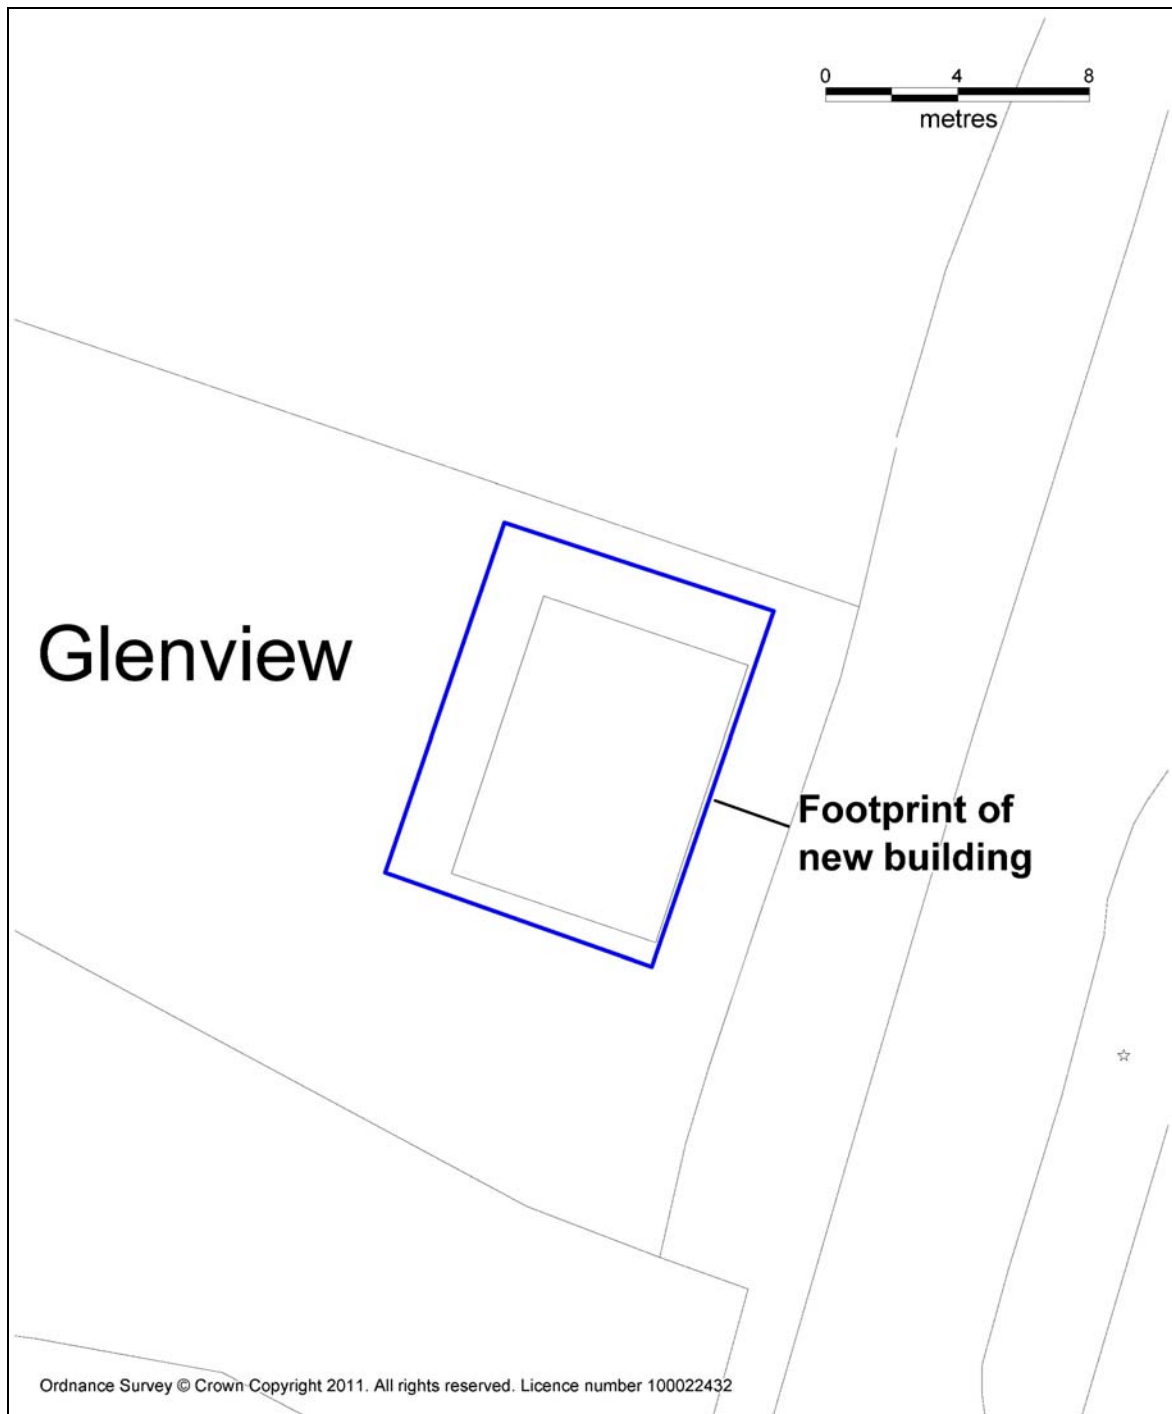 0 4 8
metres
Glenview
Footprint of
new building
Ordnance Survey © Crown Copyright 2011. All rights reserved. Licence number 100022432